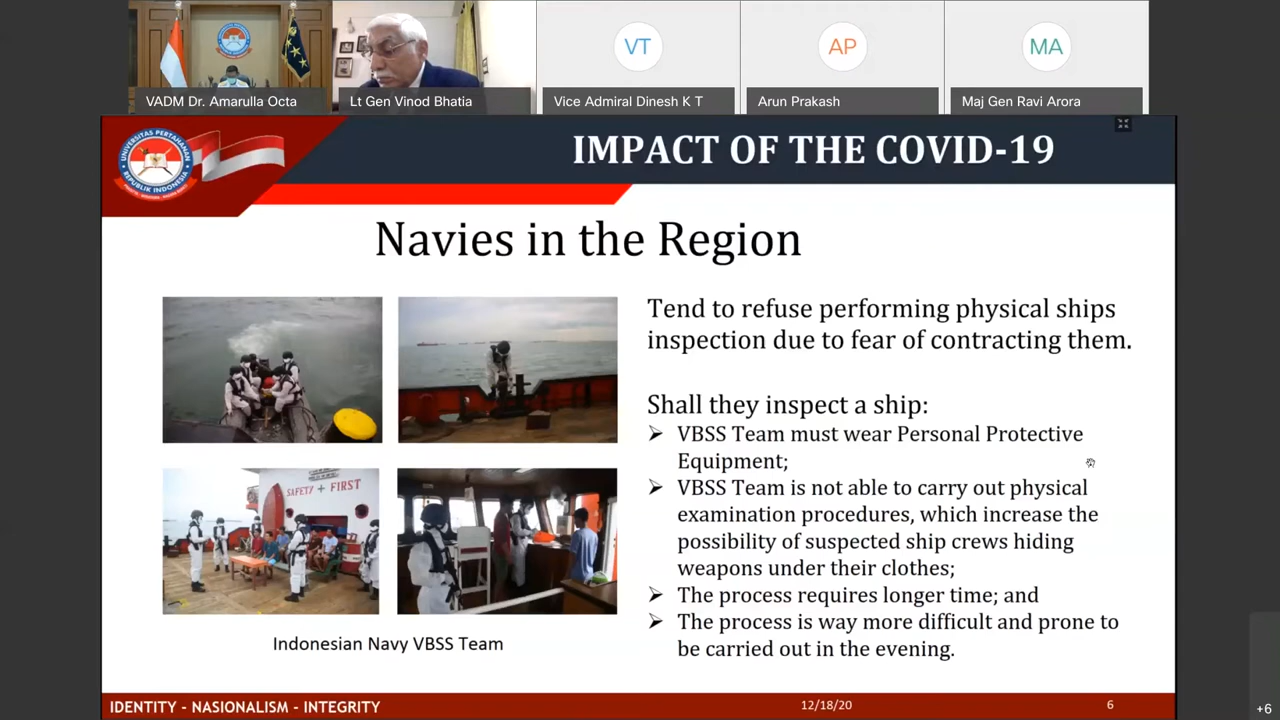 VT
AP
MA
VADM Dr. Amarulla Octa
Lt Gen Vinod Bhatia
Vice Admiral Dinesh K T
Arun Prakash
Maj Gen Ravi Arora
UNIVERSITAS PERTAHANAN
REPUBLIK INDONESIA
IMPACT OF THE COVID-19
Navies in the Region
SAFETY + FIRST
Indonesian Navy VBSS Team
Tend to refuse performing physical ships
inspection due to fear of contracting them.
Shall they inspect a ship:
➢ VBSS Team must wear Personal Protective
Equipment;
➢ VBSS Team is not able to carry out physical
examination procedures, which increase the
possibility of suspected ship crews hiding
weapons under their clothes;
➢ The process requires longer time; and
➢ The process is way more difficult and prone to
be carried out in the evening.
IDENTITY - NASIONALISM - INTEGRITY
12/18/20
6
+6